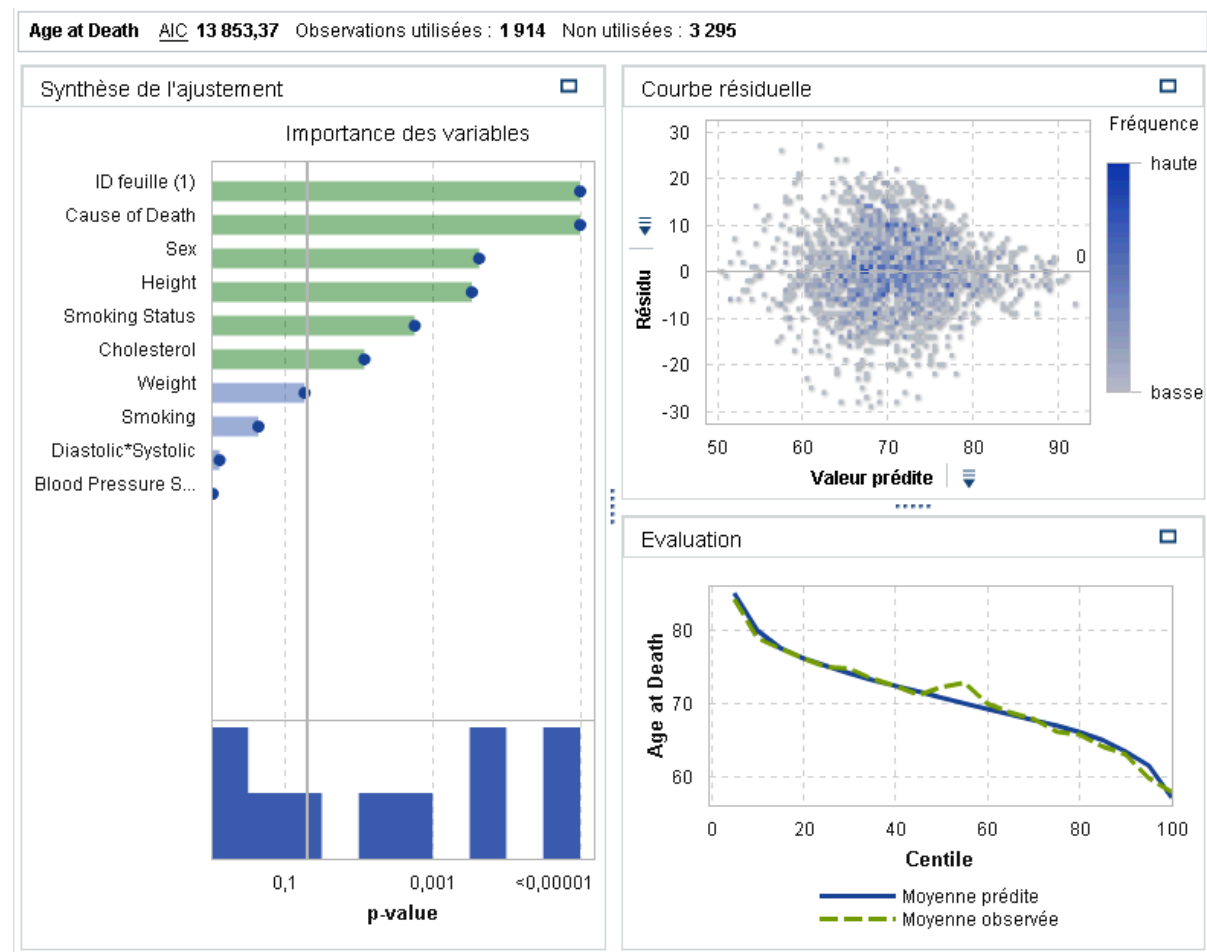 Age at Death AIC 13 853,37 Observations utilisées : 1 914 Non utilisées : 3 295
Synthèse de l'ajustement
Importance des variables
ID feuille (1)
Cause of Death
Sex
Height
Smoking Status
Cholesterol
Weight
Smoking
Diastolic*Systolic
Blood Pressure S...
0,1 0,001 <0,00001
p-value
Courbe résiduelle
Fréquence
haute
basse
30
20
10
0
-10
-20
-30
0
Résidu
50 60 70 80 90
Valeur prédite
Evaluation
Age at Death
80
70
60
0 20 40 60 80 100
Centile
Moyenne prédite
Moyenne observée